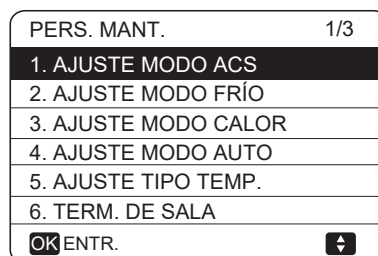 PERS. MANT. 1/3
1. AJUSTE MODO ACS
2. AJUSTE MODO FRÍO
3. AJUSTE MODO CALOR
4. AJUSTE MODO AUTO
5. AJUSTE TIPO TEMP.
6. TERM. DE SALA
OK ENTR.